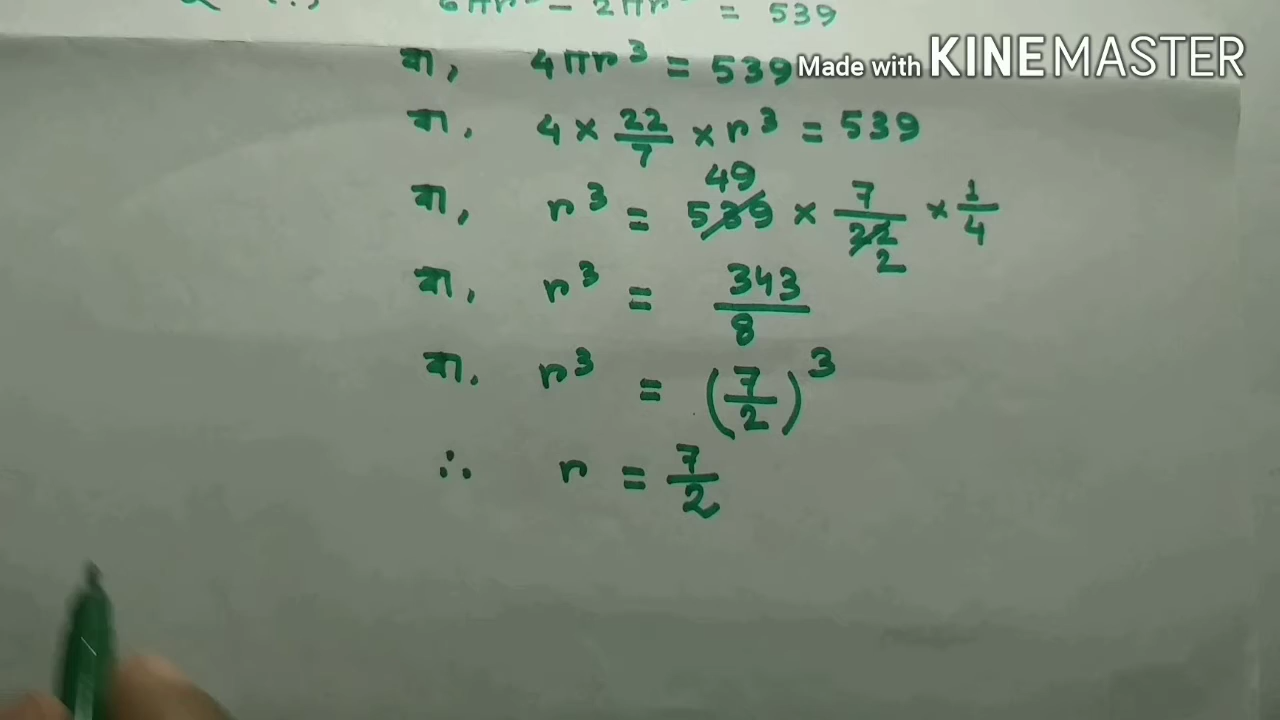 6πr³ - 2πr³ = 539
বা, 4πr³ = 539
Made with KINEMASTER
বা, 4 × 22/7 × r³ = 539
বা, r³ = 539 49 × 7/22 2 × 1/4
বা, r³ = 343/8
বা, r³ = (7/2)³
∴ r = 7/2